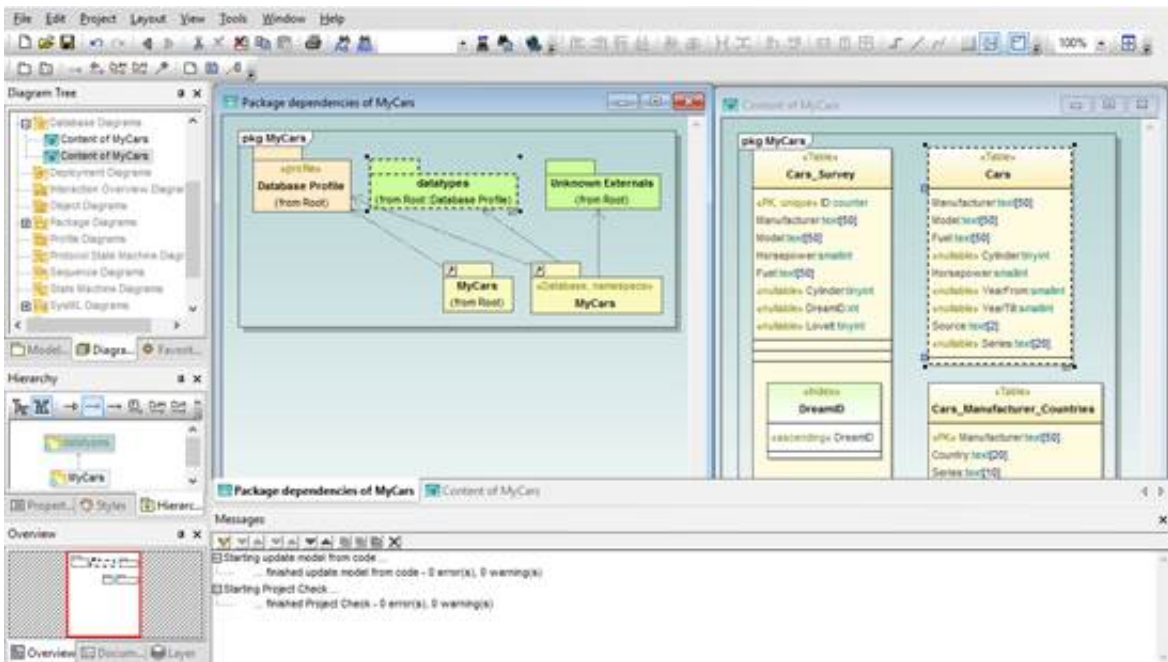 File Edit Project Layout View Tools Window Help
100%
Diagram Tree
Database Diagrams
Content of MyCars
Content of MyCars
Deployment Diagrams
Interaction Overview Diagra
Object Diagrams
Package Diagrams
Profile Diagrams
Protocol State Machine Diagr
Sequence Diagrams
State Machine Diagrams
SysML Diagrams
Model... Diagra... Favorit...
Hierarchy
datatypes
MyCars
Propert... Styles Hierarc...
Overview
Overview Docum... Layer
Package dependencies of MyCars
pkg MyCars
«profile»
Database Profile
(from Root)
datatypes
(from Root::Database Profile)
Unknown Externals
(from Root)
MyCars
(from Root)
«Database, namespace»
MyCars
Content of MyCars
pkg MyCars
«Table»
Cars_Survey
«PK, unique» ID:counter
Manufacturer:text[50]
Model:text[50]
Horsepower:smallint
Fuel:text[50]
«nullable» Cylinder:tinyint
«nullable» DreamID:int
«nullable» LoveIt:tinyint
«Index»
DreamID
«ascending» DreamID
«Table»
Cars
Manufacturer:text[50]
Model:text[50]
Fuel:text[50]
«nullable» Cylinder:tinyint
Horsepower:smallint
«nullable» YearFrom:smallint
«nullable» YearTill:smallint
Source:text[2]
«nullable» Series:text[20]
«Table»
Cars_Manufacturer_Countries
«PK» Manufacturer:text[50]
Country:text[20]
Series:text[10]
Package dependencies of MyCars Content of MyCars
Messages
Starting update model from code ...
... finished update model from code - 0 error(s), 0 warning(s)
Starting Project Check ...
... finished Project Check - 0 error(s), 0 warning(s)